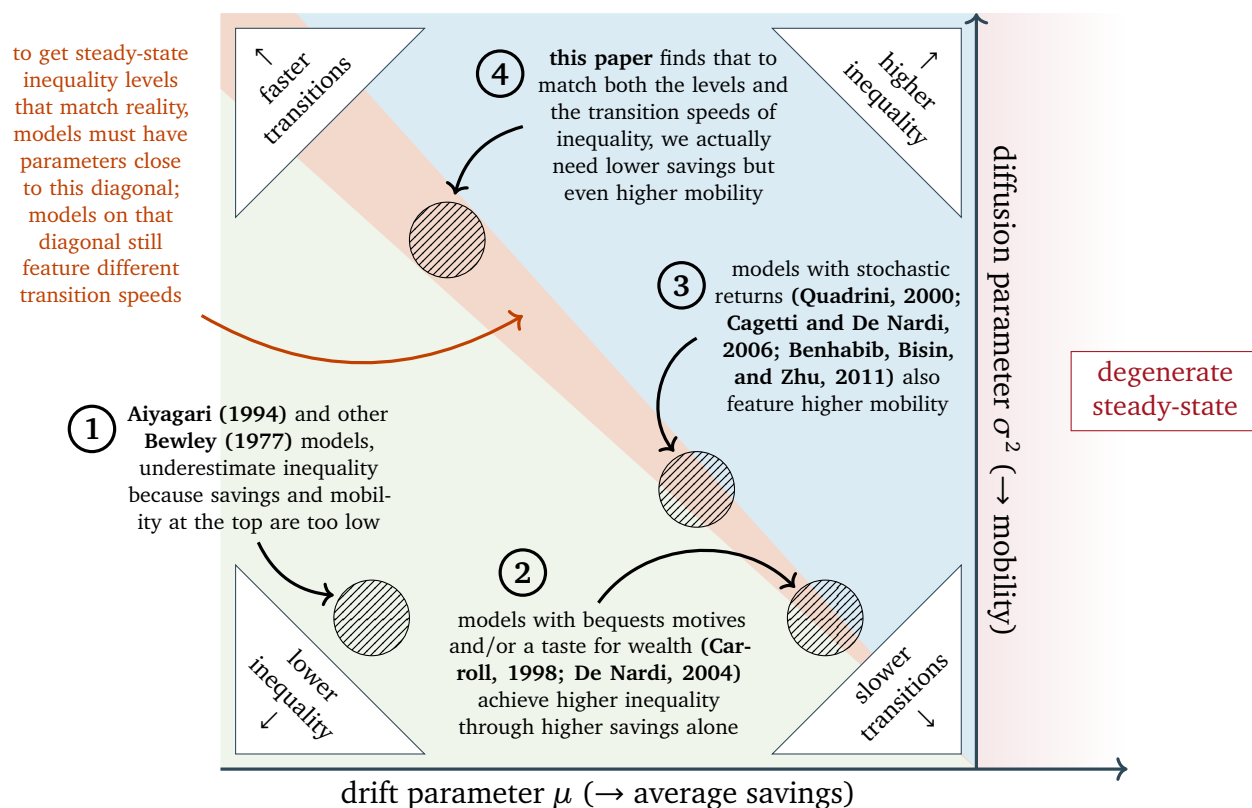 to get steady-state
inequality levels
that match reality,
models must have
parameters close
to this diagonal;
models on that
diagonal still
feature different
transition speeds
↑
faster
transitions
4
this paper finds that to
match both the levels and
the transition speeds of
inequality, we actually
need lower savings but
even higher mobility
↑
higher
inequality
3
models with stochastic
returns (Quadrini, 2000;
Cagetti and De Nardi,
2006; Benhabib, Bisin,
and Zhu, 2011) also
feature higher mobility
diffusion parameter σ² (→ mobility)
degenerate
steady-state
1
Aiyagari (1994) and other
Bewley (1977) models,
underestimate inequality
because savings and mobil-
ity at the top are too low
2
models with bequests motives
and/or a taste for wealth (Car-
roll, 1998; De Nardi, 2004)
achieve higher inequality
through higher savings alone
lower
inequality
↓
slower
transitions
↓
drift parameter μ (→ average savings)